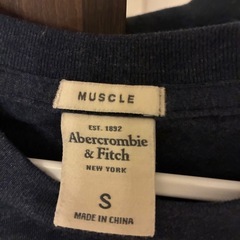 MUSCLE
EST. 1892
Abercrombie
& Fitch
NEW YORK
S
MADE IN CHINA